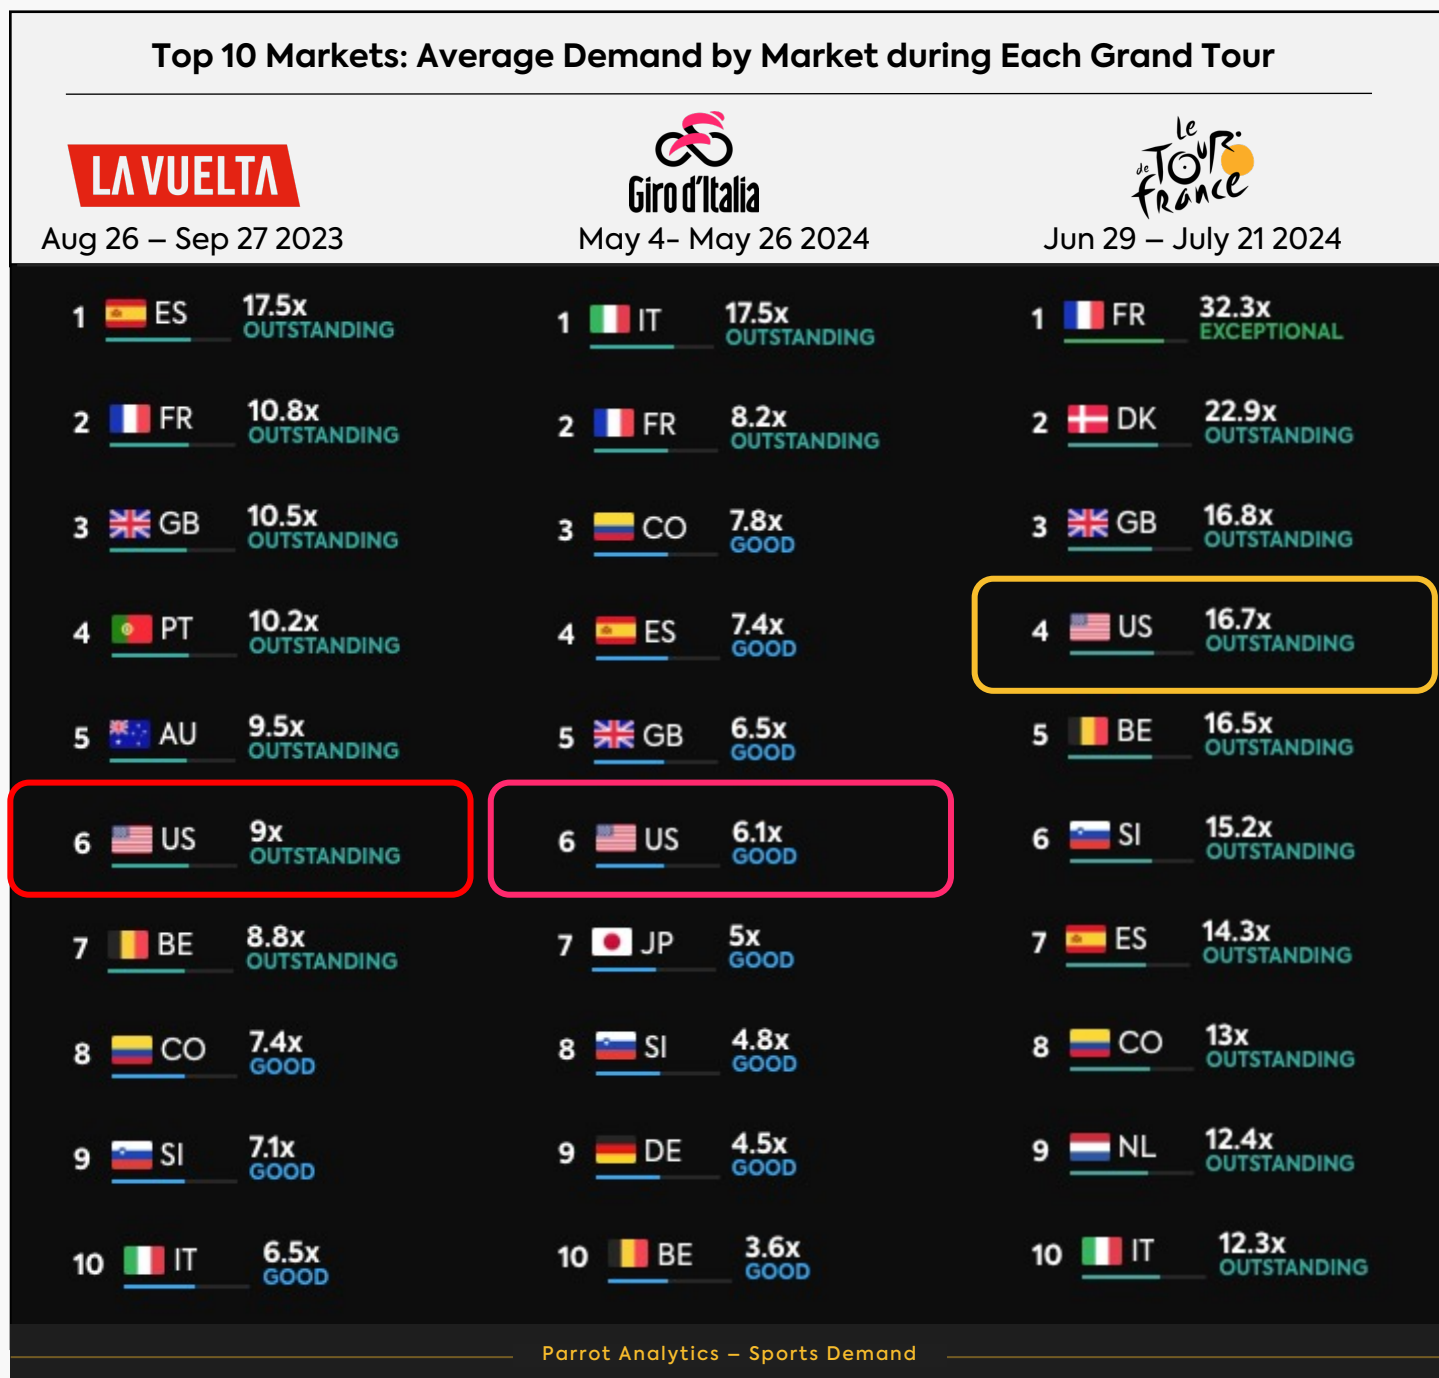 Top 10 Markets: Average Demand by Market during Each Grand Tour
LA VUELTA
Aug 26 – Sep 27 2023
Giro d'Italia
May 4- May 26 2024
le
de TOUR.
france
Jun 29 – July 21 2024
1 ES 17.5x
OUTSTANDING
2 FR 10.8x
OUTSTANDING
3 GB 10.5x
OUTSTANDING
4 PT 10.2x
OUTSTANDING
5 AU 9.5x
OUTSTANDING
6 US 9x
OUTSTANDING
7 BE 8.8x
OUTSTANDING
8 CO 7.4x
GOOD
9 SI 7.1x
GOOD
10 IT 6.5x
GOOD
1 IT 17.5x
OUTSTANDING
2 FR 8.2x
OUTSTANDING
3 CO 7.8x
GOOD
4 ES 7.4x
GOOD
5 GB 6.5x
GOOD
6 US 6.1x
GOOD
7 JP 5x
GOOD
8 SI 4.8x
GOOD
9 DE 4.5x
GOOD
10 BE 3.6x
GOOD
1 FR 32.3x
EXCEPTIONAL
2 DK 22.9x
OUTSTANDING
3 GB 16.8x
OUTSTANDING
4 US 16.7x
OUTSTANDING
5 BE 16.5x
OUTSTANDING
6 SI 15.2x
OUTSTANDING
7 ES 14.3x
OUTSTANDING
8 CO 13x
OUTSTANDING
9 NL 12.4x
OUTSTANDING
10 IT 12.3x
OUTSTANDING
Parrot Analytics – Sports Demand